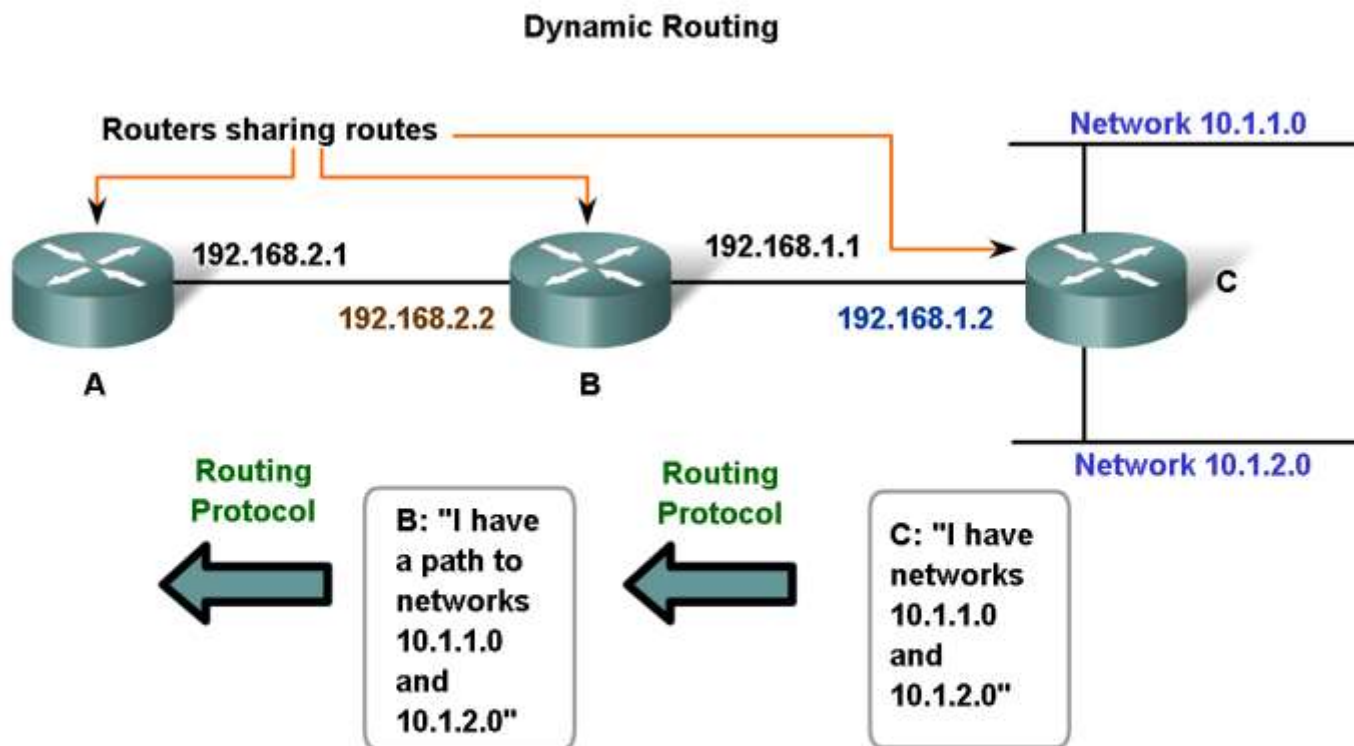 Dynamic Routing
Routers sharing routes
Network 10.1.1.0
192.168.2.1
192.168.1.1
C
192.168.2.2
192.168.1.2
A
B
Network 10.1.2.0
Routing
Protocol
B: "I have
a path to
networks
10.1.1.0
and
10.1.2.0"
Routing
Protocol
C: "I have
networks
10.1.1.0
and
10.1.2.0"